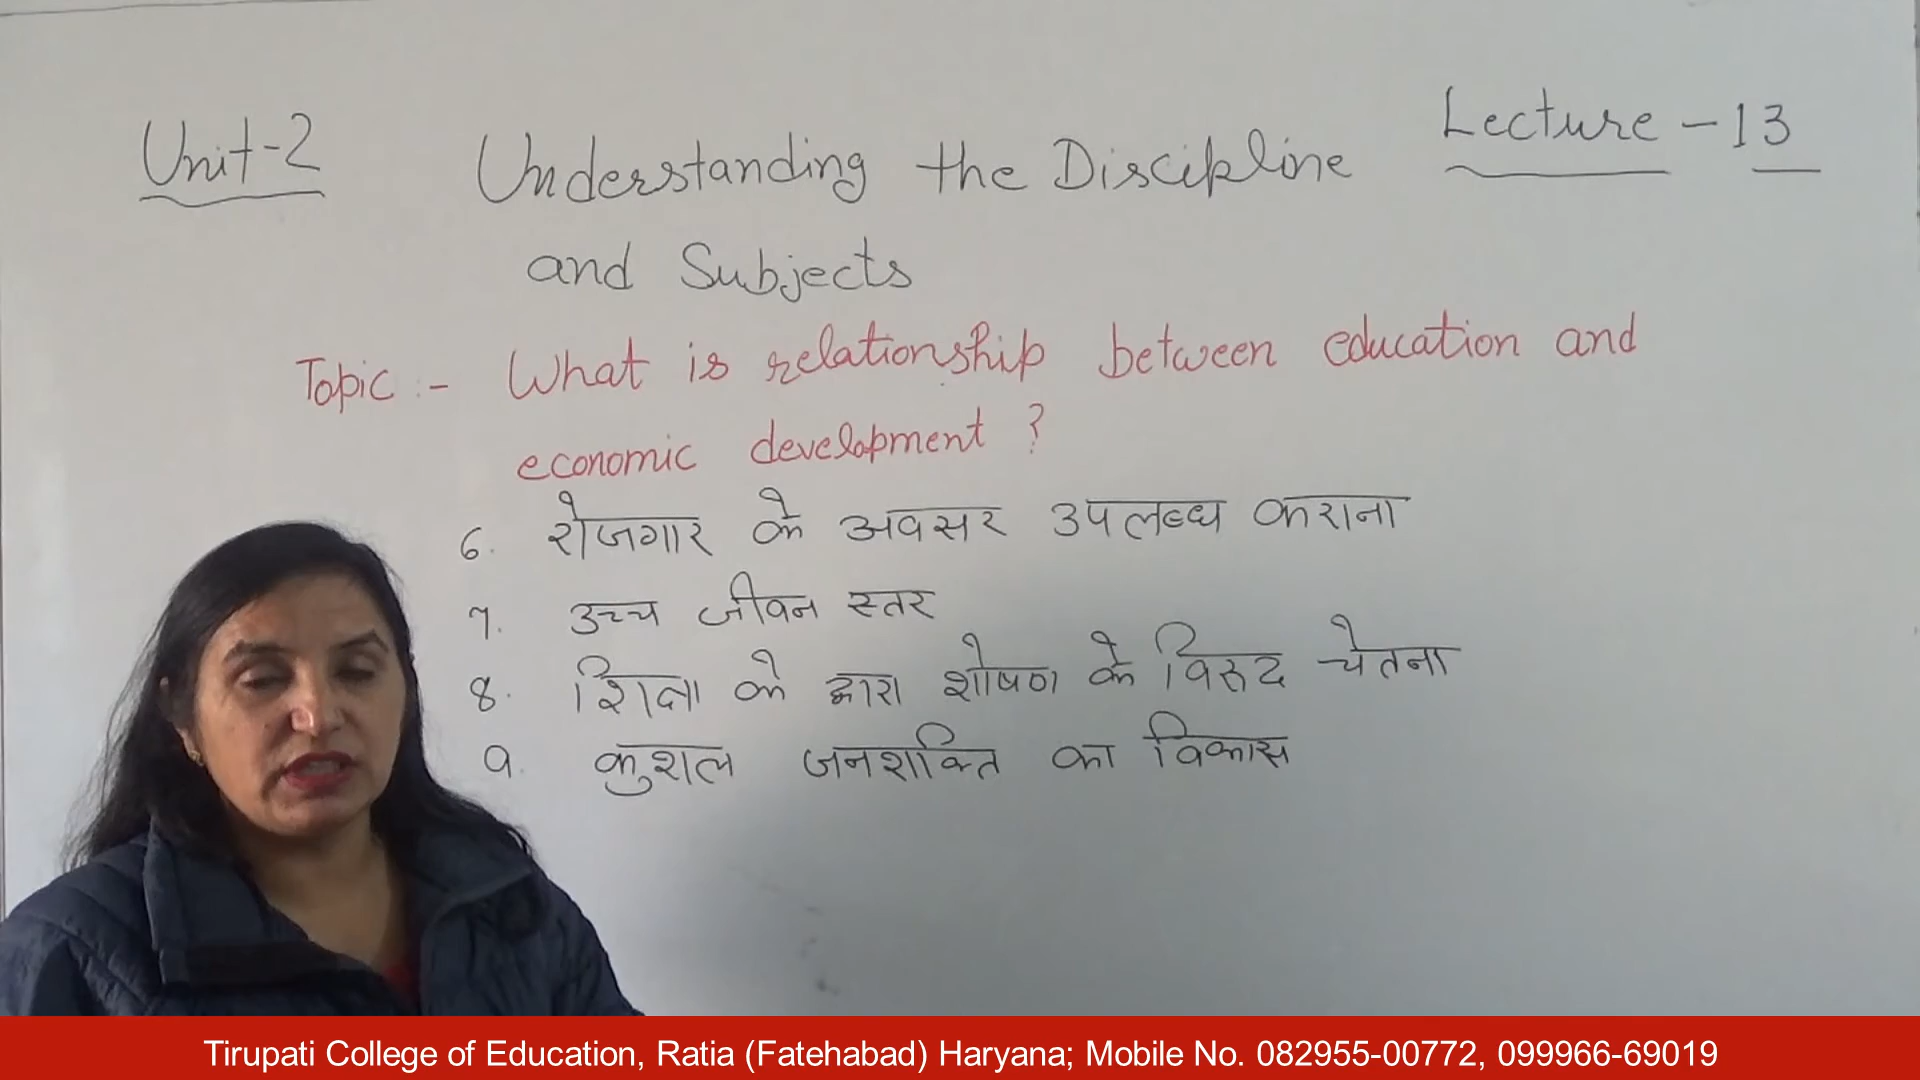 Unit-2
Understanding the Discipline
Lecture - 13
and Subjects
Topic :- What is relationship between education and
economic development ?
6. रोजगार के अवसर उपलब्ध कराना
7. उच्च जीवन स्तर
8. शिक्षा के द्वारा शोषण के विरुद चेतना
9. कुशल जनशक्ति का विकास
Tirupati College of Education, Ratia (Fatehabad) Haryana; Mobile No. 082955-00772, 099966-69019